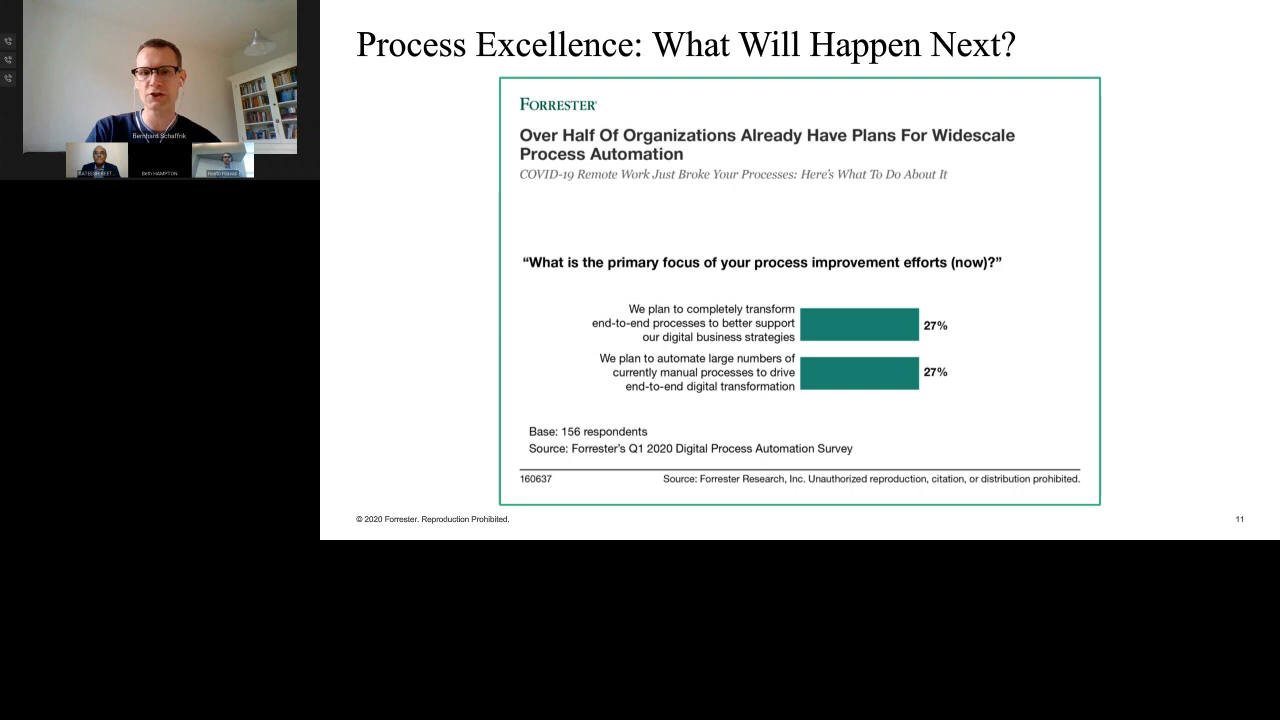 Process Excellence: What Will Happen Next?
Bernhard Schaffrik
Beth HAMPTON
FORRESTER®
Over Half Of Organizations Already Have Plans For Widescale
Process Automation
COVID-19 Remote Work Just Broke Your Processes: Here's What To Do About It
“What is the primary focus of your process improvement efforts (now)?”
We plan to completely transform
end-to-end processes to better support
our digital business strategies
27%
We plan to automate large numbers of
currently manual processes to drive
end-to-end digital transformation
27%
Base: 156 respondents
Source: Forrester's Q1 2020 Digital Process Automation Survey
160637
Source: Forrester Research, Inc. Unauthorized reproduction, citation, or distribution prohibited.
© 2020 Forrester. Reproduction Prohibited.
11